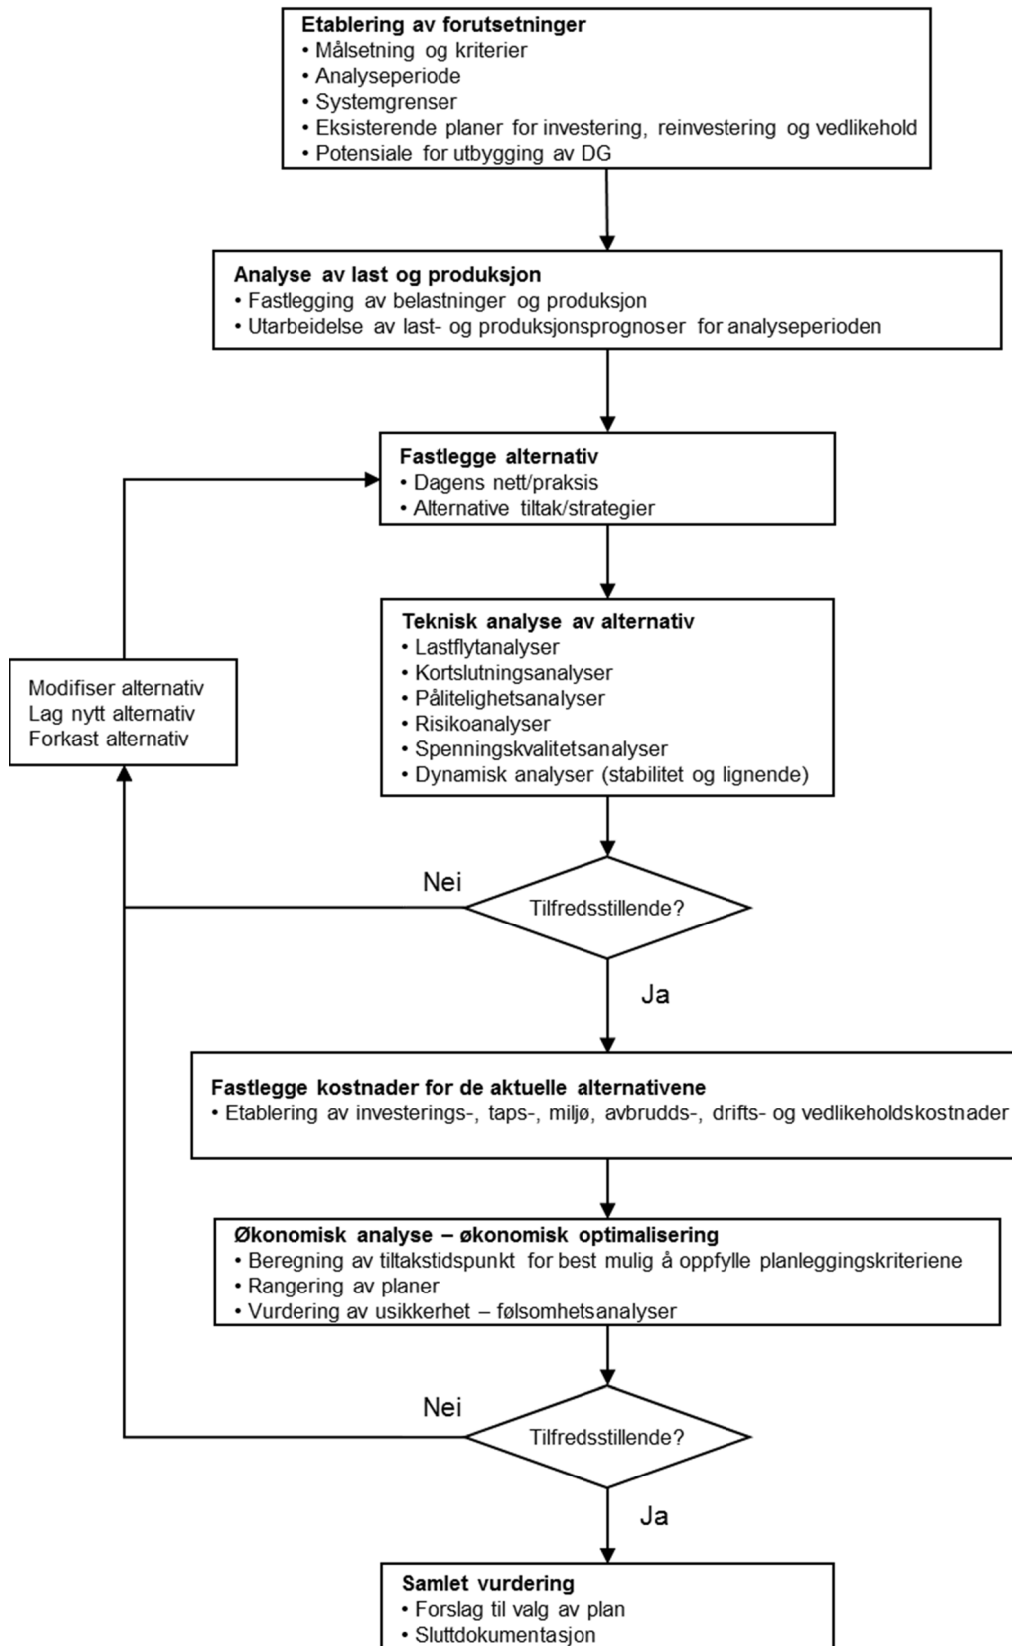 Etablering av forutsetninger
• Målsetning og kriterier
• Analyseperiode
• Systemgrenser
• Eksisterende planer for investering, reinvestering og vedlikehold
• Potensiale for utbygging av DG
Analyse av last og produksjon
• Fastlegging av belastninger og produksjon
• Utarbeidelse av last- og produksjonsprognoser for analyseperioden
Fastlegge alternativ
• Dagens nett/praksis
• Alternative tiltak/strategier
Teknisk analyse av alternativ
• Lastflytanalyser
• Kortslutningsanalyser
• Pålitelighetsanalyser
• Risikoanalyser
• Spenningskvalitetsanalyser
• Dynamisk analyser (stabilitet og lignende)
Modifiser alternativ
Lag nytt alternativ
Forkast alternativ
Nei
Tilfredsstillende?
Ja
Fastlegge kostnader for de aktuelle alternativene
• Etablering av investerings-, taps-, miljø, avbrudds-, drifts- og vedlikeholdskostnader
Økonomisk analyse – økonomisk optimalisering
• Beregning av tiltakstidspunkt for best mulig å oppfylle planleggingskriteriene
• Rangering av planer
• Vurdering av usikkerhet – følsomhetsanalyser
Nei
Tilfredsstillende?
Ja
Samlet vurdering
• Forslag til valg av plan
• Sluttdokumentasjon